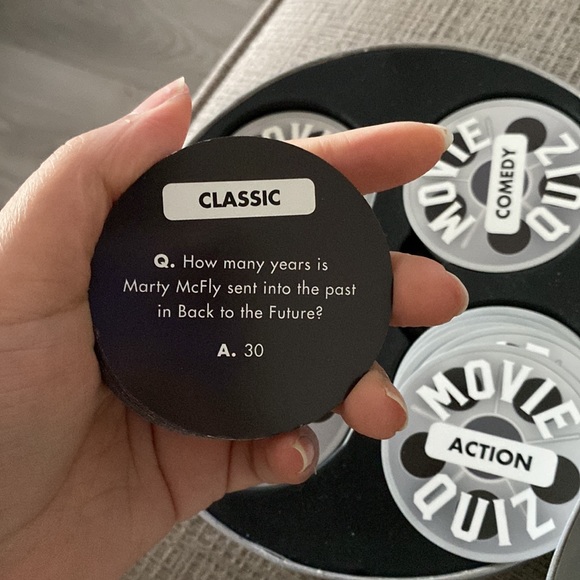 CLASSIC
Q. How many years is
Marty McFly sent into the past
in Back to the Future?
A. 30
MOVIE
MOVIE
COMEDY
QUIZ
MOVIE
ACTION
QUIZ